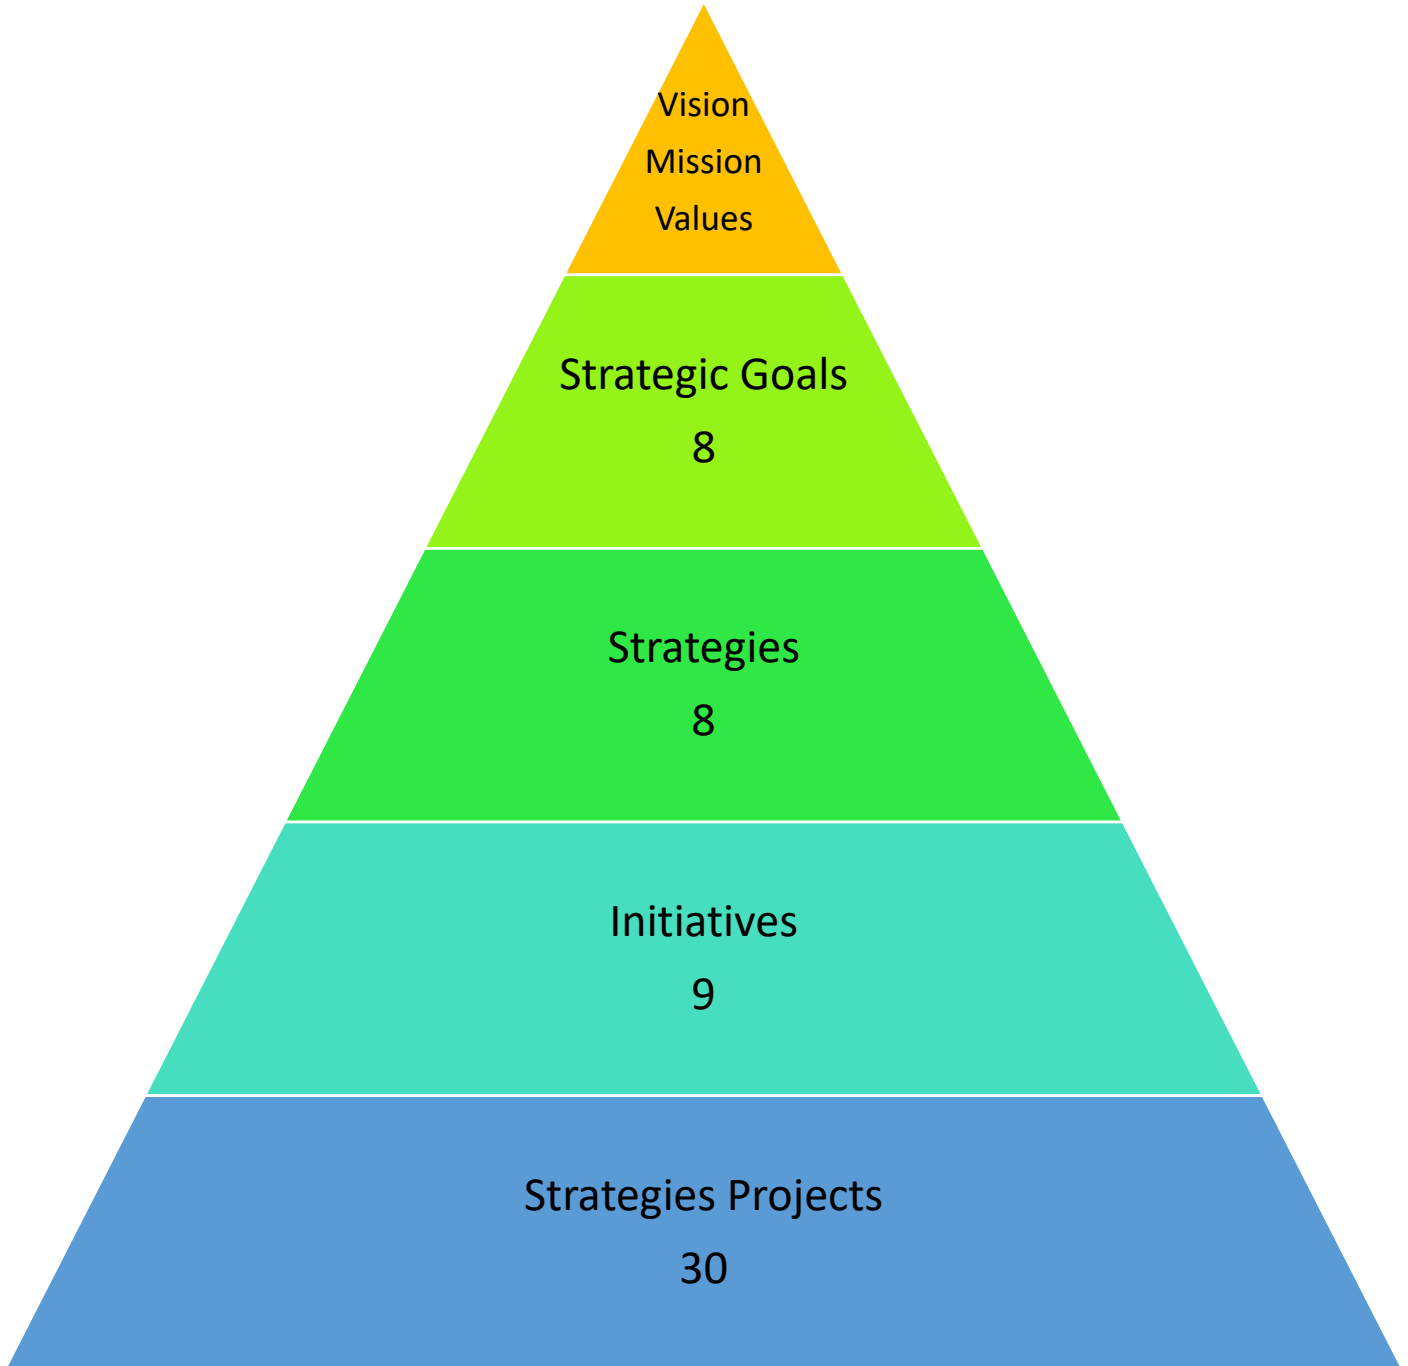 Vision
Mission
Values
Strategic Goals
8
Strategies
8
Initiatives
9
Strategies Projects
30